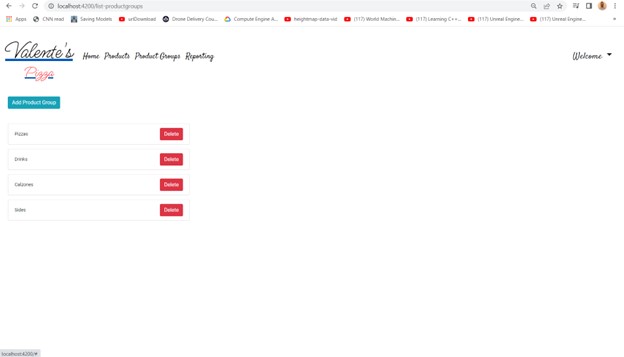 localhost:4200/list-productgroups
Apps CNN read Saving Models urlDownload Drone Delivery Cou... Google Compute Engine A... heightmap-data-vid (117) World Machin... (117) Learning C++ -... (117) Unreal Engine... (117) Unreal Engine... »
Valente's
Pizza
Home Products Product Groups Reporting
Welcome
Add Product Group
Pizzas Delete
Drinks Delete
Calzones Delete
Sides Delete
localhost:4200/#